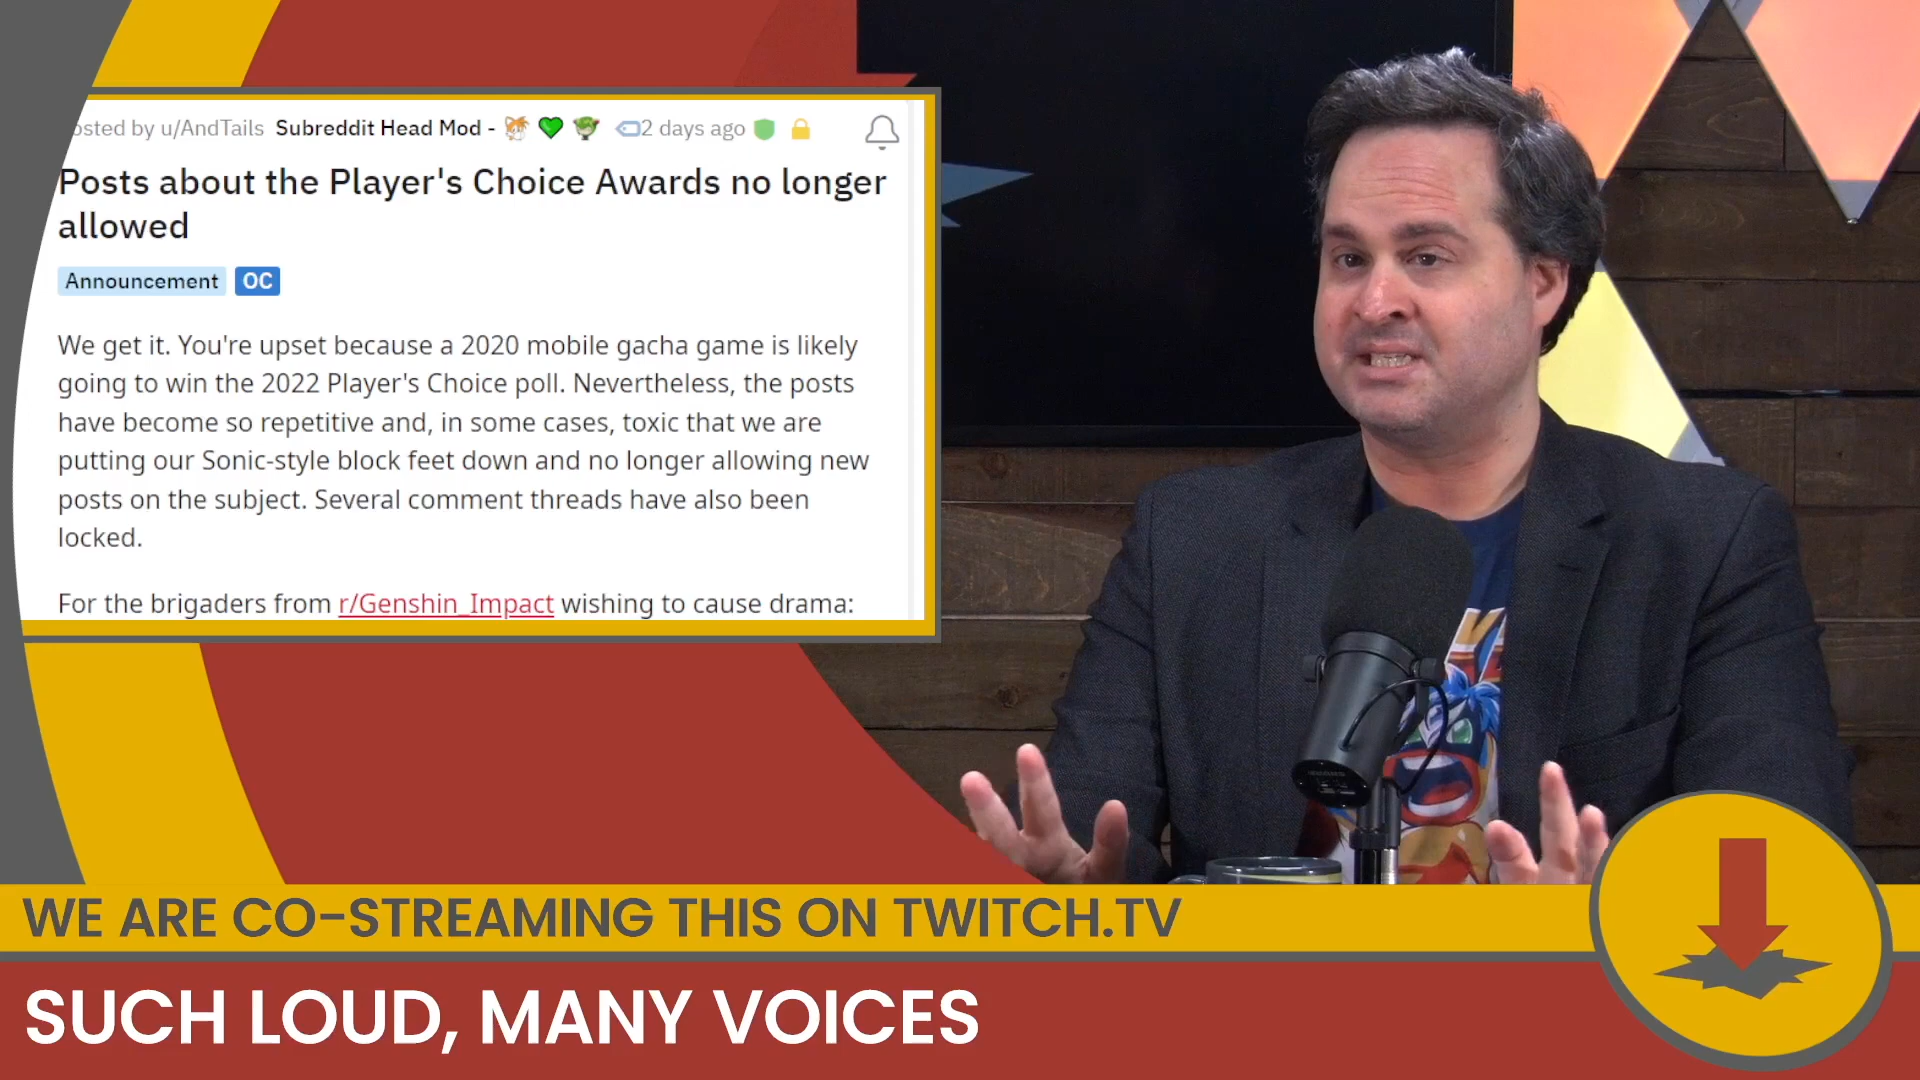 osted by u/AndTails Subreddit Head Mod - 2 days ago
Posts about the Player's Choice Awards no longer
allowed
Announcement OC
We get it. You're upset because a 2020 mobile gacha game is likely
going to win the 2022 Player's Choice poll. Nevertheless, the posts
have become so repetitive and, in some cases, toxic that we are
putting our Sonic-style block feet down and no longer allowing new
posts on the subject. Several comment threads have also been
locked.
For the brigaders from r/Genshin_Impact wishing to cause drama:
WE ARE CO-STREAMING THIS ON TWITCH.TV
SUCH LOUD, MANY VOICES